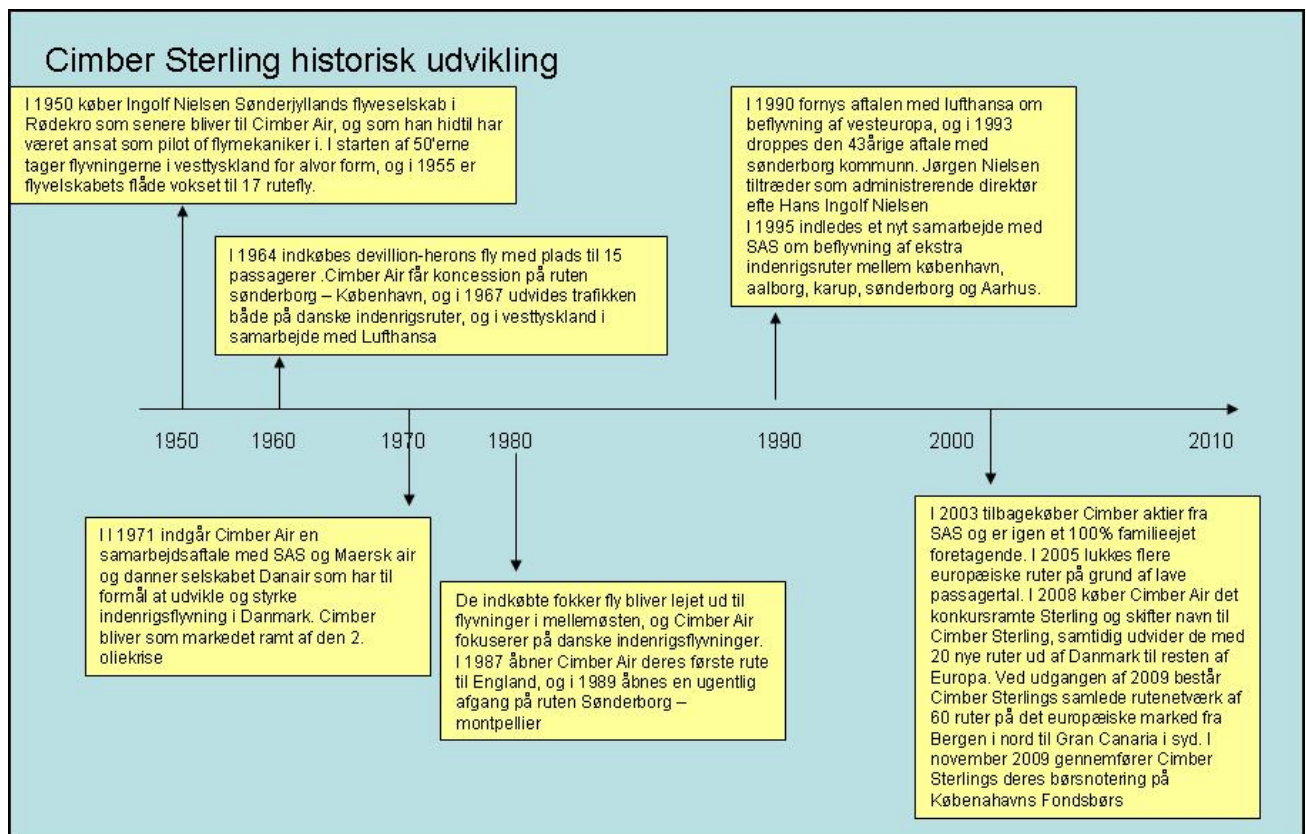 Cimber Sterling historisk udvikling
I 1950 køber Ingolf Nielsen Sønderjyllands flyveselskab i
Rødekro som senere bliver til Cimber Air, og som han hidtil har
været ansat som pilot of flymekaniker i. I starten af 50'erne
tager flyvningerne i vesttyskland for alvor form, og i 1955 er
flyvelskabets flåde vokset til 17 rutefly.
I 1964 indkøbes devillion-herons fly med plads til 15
passagerer .Cimber Air får koncession på ruten
sønderborg – København, og i 1967 udvides trafikken
både på danske indenrigsruter, og i vesttyskland i
samarbejde med Lufthansa
I 1990 fornys aftalen med lufthansa om
beflyvning af vesteuropa, og i 1993
droppes den 43årige aftale med
sønderborg kommunn. Jørgen Nielsen
tiltræder som administrerende direktør
efte Hans Ingolf Nielsen
I 1995 indledes et nyt samarbejde med
SAS om beflyvning af ekstra
indenrigsruter mellem københavn,
aalborg, karup, sønderborg og Aarhus.
1950 1960 1970 1980 1990 2000 2010
I I 1971 indgår Cimber Air en
samarbejdsaftale med SAS og Maersk air
og danner selskabet Danair som har til
formål at udvikle og styrke
indenrigsflyvning i Danmark. Cimber
bliver som markedet ramt af den 2.
oliekrise
De indkøbte fokker fly bliver lejet ud til
flyvninger i mellemøsten, og Cimber Air
fokuserer på danske indenrigsflyvninger.
I 1987 åbner Cimber Air deres første rute
til England, og i 1989 åbnes en ugentlig
afgang på ruten Sønderborg –
montpellier
I 2003 tilbagekøber Cimber aktier fra
SAS og er igen et 100% familieejet
foretagende. I 2005 lukkes flere
europæiske ruter på grund af lave
passagertal. I 2008 køber Cimber Air det
konkursramte Sterling og skifter navn til
Cimber Sterling, samtidig udvider de med
20 nye ruter ud af Danmark til resten af
Europa. Ved udgangen af 2009 består
Cimber Sterlings samlede rutenetværk af
60 ruter på det europæiske marked fra
Bergen i nord til Gran Canaria i syd. I
november 2009 gennemfører Cimber
Sterlings deres børsnotering på
Købenahavns Fondsbørs